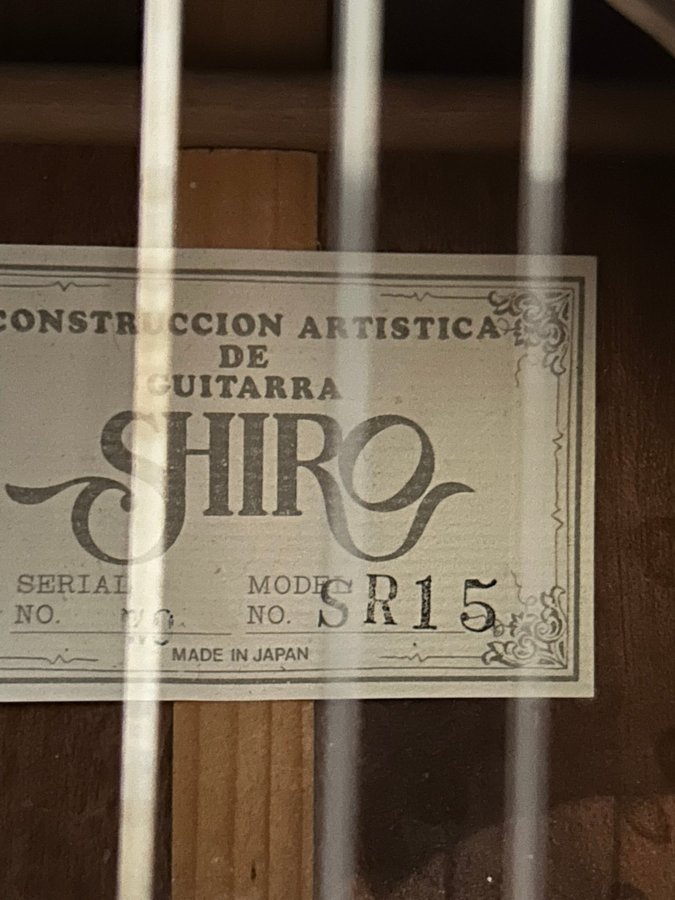 CONSTRUCCION ARTISTICA
DE
GUITARRA
SHIRO
SERIAL MODEL
NO. NO. SR15
MADE IN JAPAN